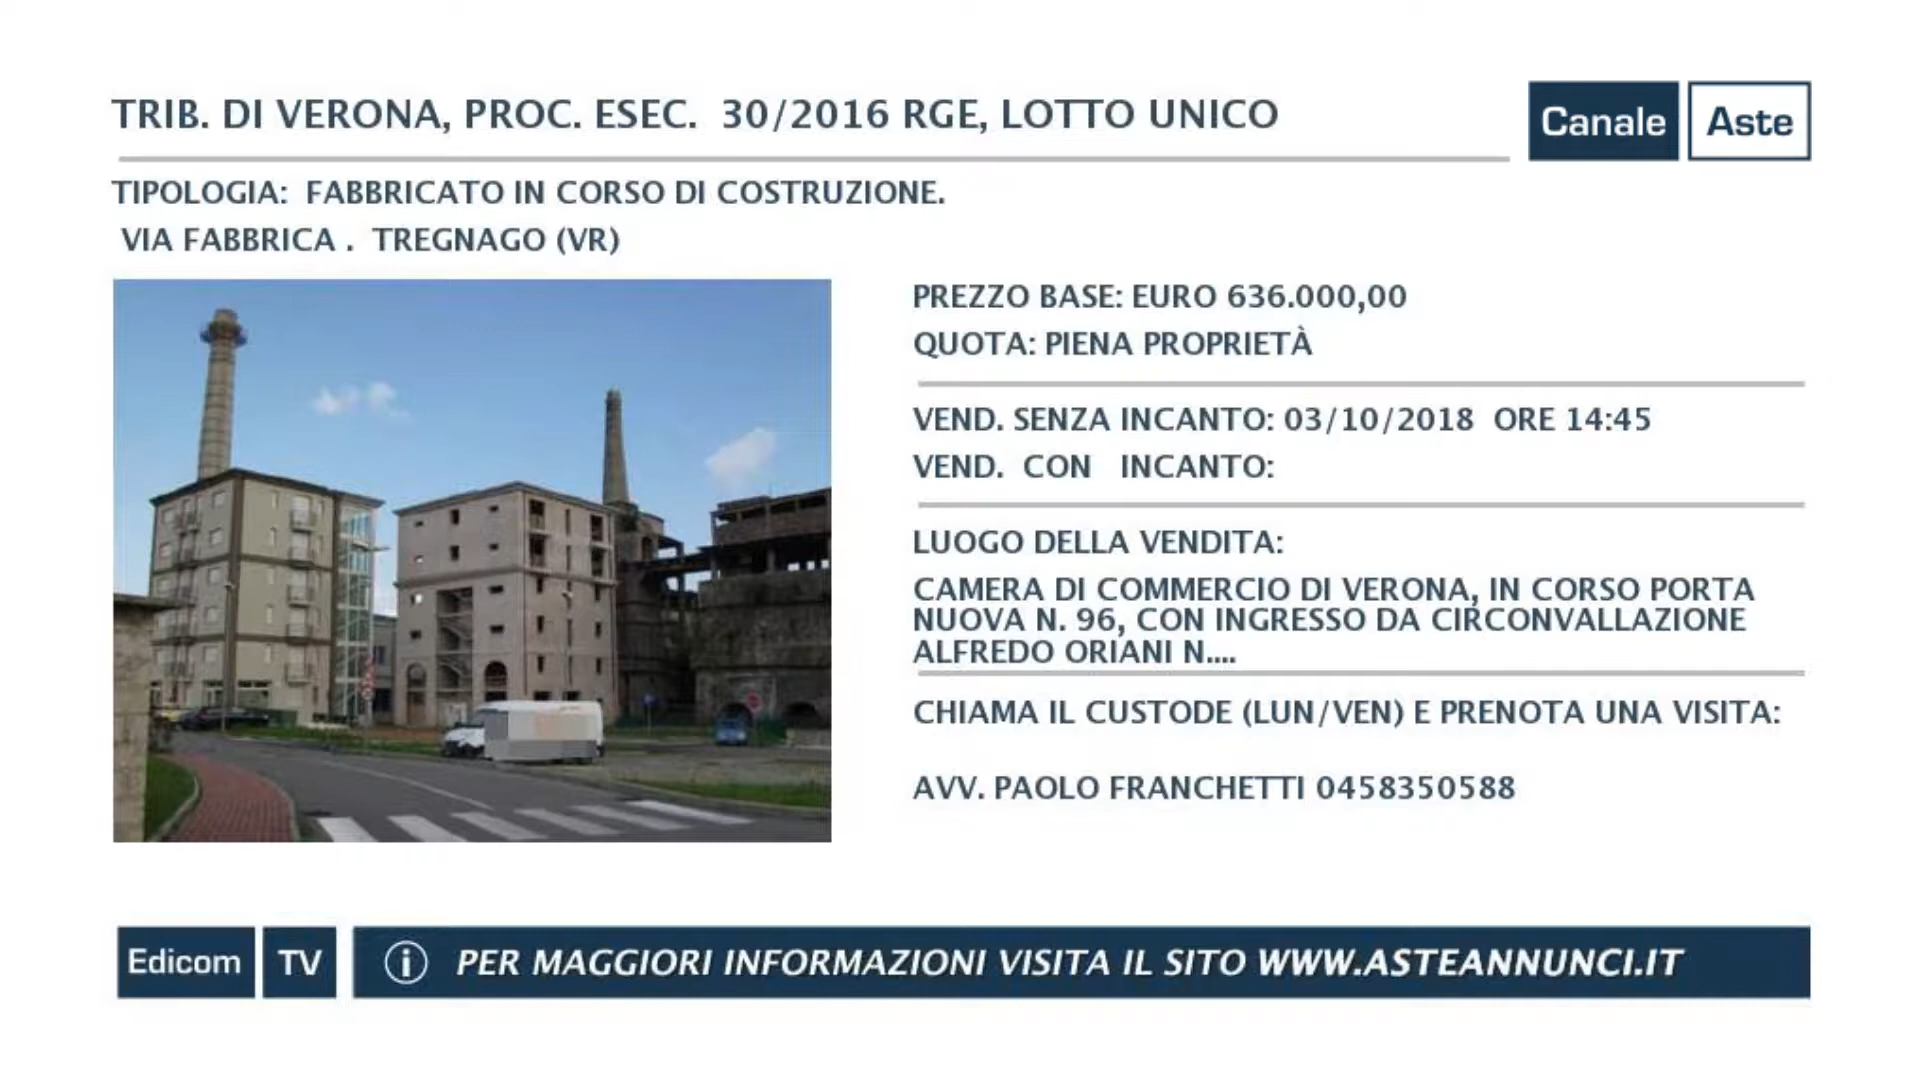 TRIB. DI VERONA, PROC. ESEC. 30/2016 RGE, LOTTO UNICO
Canale Aste
TIPOLOGIA: FABBRICATO IN CORSO DI COSTRUZIONE.
VIA FABBRICA . TREGNAGO (VR)
PREZZO BASE: EURO 636.000,00
QUOTA: PIENA PROPRIETÀ
VEND. SENZA INCANTO: 03/10/2018 ORE 14:45
VEND. CON INCANTO:
LUOGO DELLA VENDITA:
CAMERA DI COMMERCIO DI VERONA, IN CORSO PORTA
NUOVA N. 96, CON INGRESSO DA CIRCONVALLAZIONE
ALFREDO ORIANI N....
CHIAMA IL CUSTODE (LUN/VEN) E PRENOTA UNA VISITA:
AVV. PAOLO FRANCHETTI 0458350588
Edicom TV
PER MAGGIORI INFORMAZIONI VISITA IL SITO WWW.ASTEANNUNCI.IT